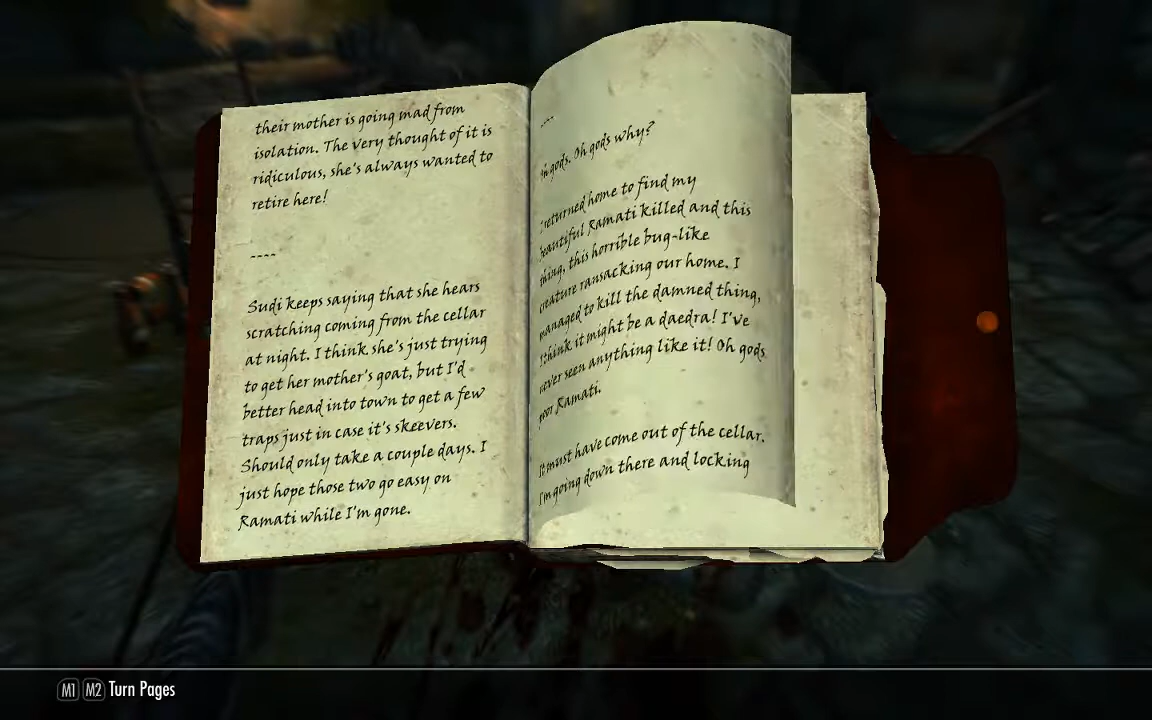 their mother is going mad from
isolation. The very thought of it is
ridiculous, she's always wanted to
retire here!
----
Sudi keeps saying that she hears
scratching coming from the cellar
at night. I think she's just trying
to get her mother's goat, but I'd
better head into town to get a few
traps just in case it's skeevers.
Should only take a couple days. I
just hope those two go easy on
Ramati while I'm gone.
----
Oh gods. Oh gods why?
I returned home to find my
beautiful Ramati killed and this
thing, this horrible bug-like
creature ransacking our home. I
managed to kill the damned thing,
I think it might be a daedra! I've
never seen anything like it! Oh gods
poor Ramati.
It must have come out of the cellar.
I'm going down there and locking
M1 M2 Turn Pages